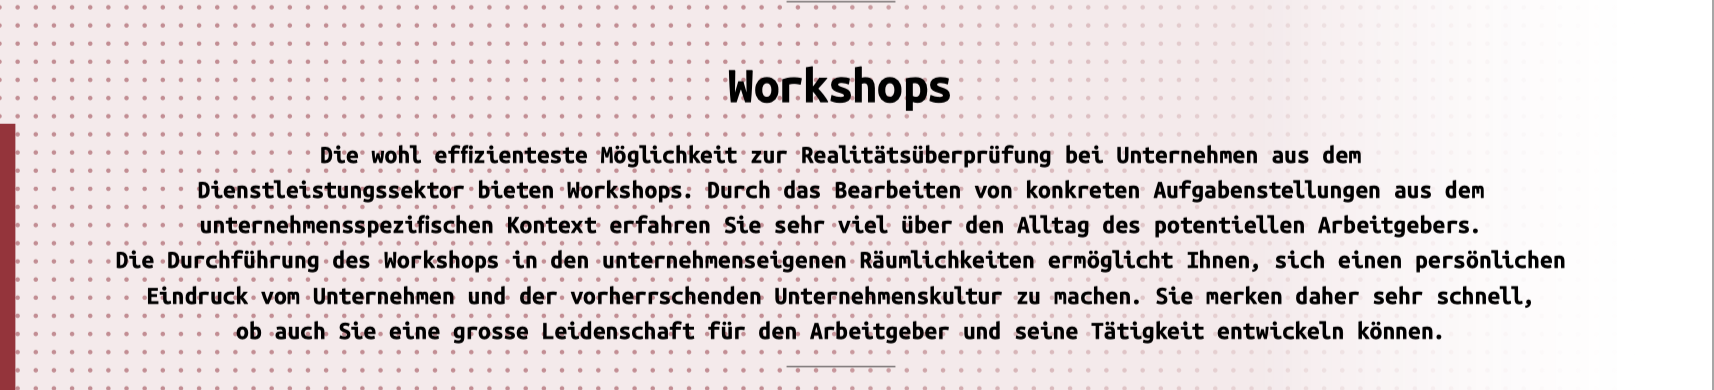 Workshops
Die wohl effizienteste Möglichkeit zur Realitätsüberprüfung bei Unternehmen aus dem
Dienstleistungssektor bieten Workshops. Durch das Bearbeiten von konkreten Aufgabenstellungen aus dem
unternehmensspezifischen Kontext erfahren Sie sehr viel über den Alltag des potentiellen Arbeitgebers.
Die Durchführung des Workshops in den unternehmenseigenen Räumlichkeiten ermöglicht Ihnen, sich einen persönlichen
Eindruck vom Unternehmen und der vorherrschenden Unternehmenskultur zu machen. Sie merken daher sehr schnell,
ob auch Sie eine grosse Leidenschaft für den Arbeitgeber und seine Tätigkeit entwickeln können.